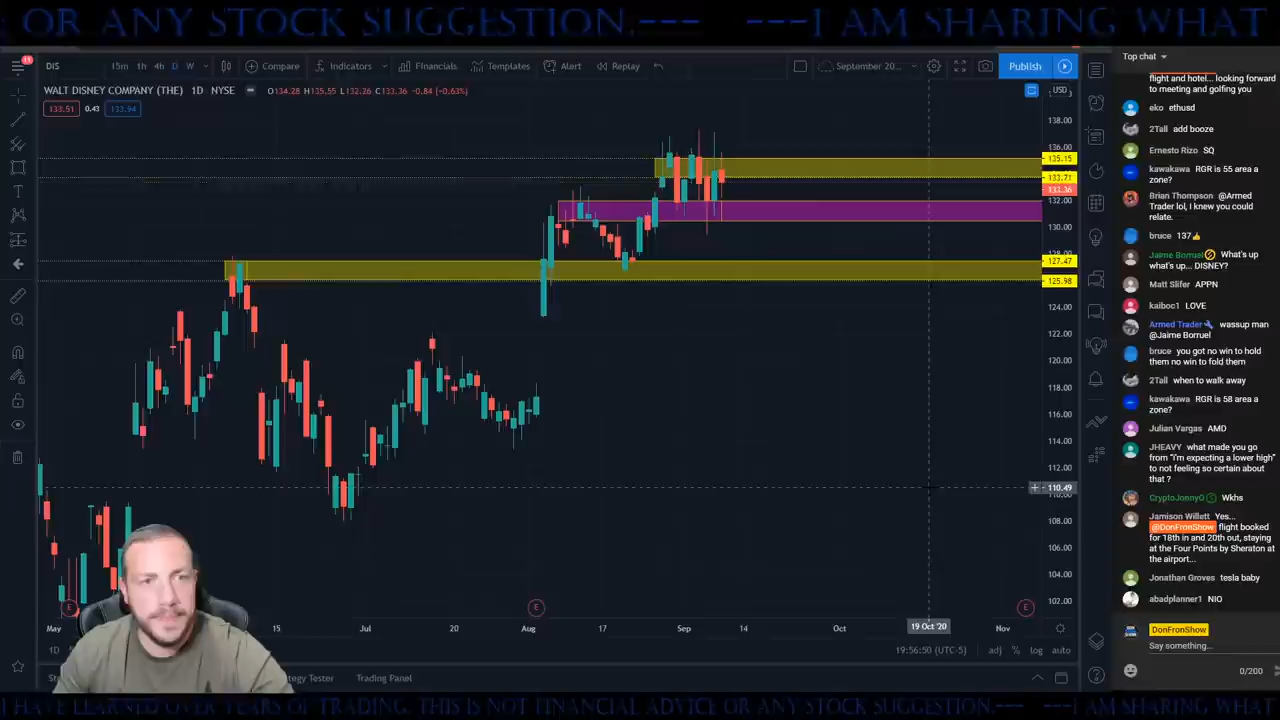 OR ANY STOCK SUGGESTION.--- ---I AM SHARING WHAT
11
DIS
15m 1h 4h D W
Compare
Indicators
Financials
Templates
Alert
Replay
September 20...
Publish
WALT DISNEY COMPANY (THE) 1D NYSE
O134.28 H135.55 L132.26 C133.36 -0.84 (-0.63%)
133.51 0.43 133.94
USD
138.00
136.00
135.15
133.71
133.36
132.00
130.00
127.47
125.98
124.00
122.00
120.00
118.00
116.00
114.00
112.00
110.49
108.00
106.00
104.00
102.00
E
E
E
May 15 Jul 20 Aug 17 Sep 14 Oct 19 Oct '20 Nov
1D
19:56:50 (UTC-5)
adj % log auto
tegy Tester
Trading Panel
Top chat
flight and hotel... looking forward
to meeting and golfing you
eko ethusd
2Tall add booze
Ernesto Rizo SQ
kawakawa RGR is 55 area a
zone?
Brian Thompson @Armed
Trader lol, I knew you could
relate.
bruce 137👍
Jaime Borruel What's up
what's up... DISNEY?
Matt Slifer APPN
kaiboc1 LOVE
Armed Trader wassup man
@Jaime Borruel
bruce you got no win to hold
them no win to fold them
2Tall when to walk away
kawakawa RGR is 58 area a
zone?
Julian Vargas AMD
JHEAVY what made you go
from "i'm expecting a lower high"
to not feeling so certain about
that ?
CryptoJonnyO Wkhs
Jamison Willett Yes...
@DonFronShow flight booked
for 18th in and 20th out, staying
at the Four Points by Sheraton at
the airport...
Jonathan Groves tesla baby
abadplanner1 NIO
DonFronShow
Say something...
0/200
I HAVE LEARNED OVER YEARS OF TRADING. THIS IS NOT FINANCIAL ADVICE OR ANY STOCK SUGGESTION.--- ---I AM SHARING WHAT